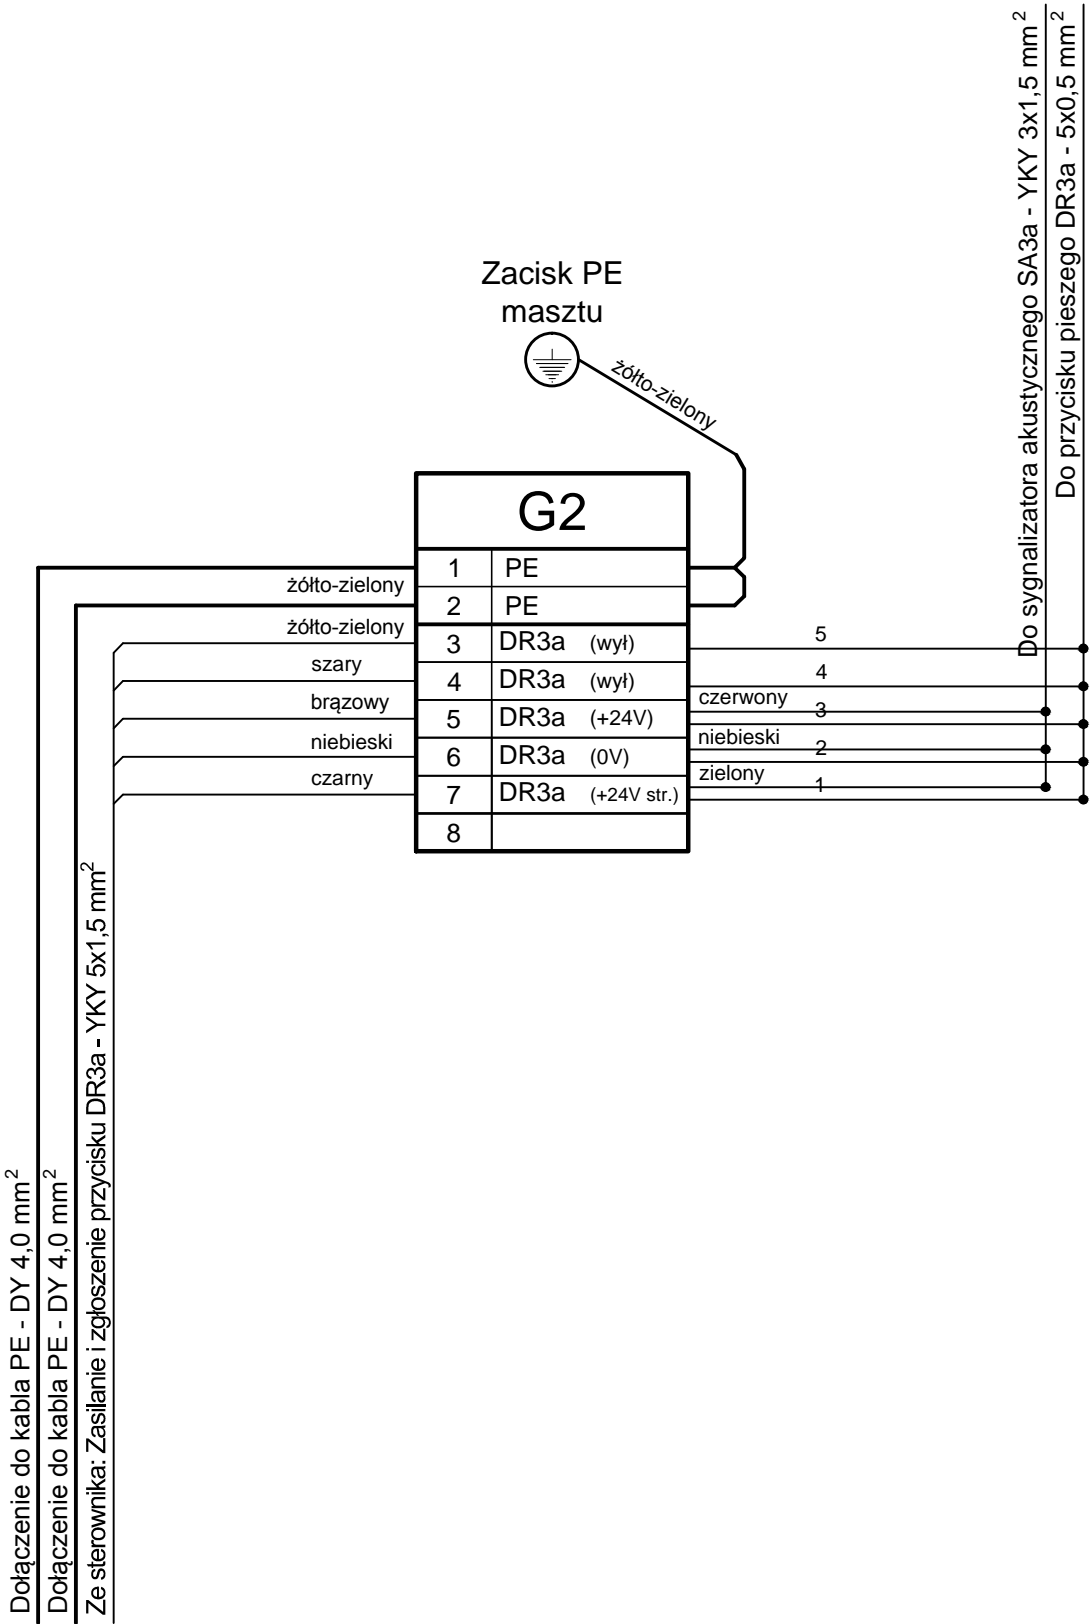 Do sygnalizatora akustycznego SA3a - YKY 3x1,5 mm²
Do przycisku pieszego DR3a - 5x0,5 mm²
Zacisk PE
masztu
żółto-zielony
G2
1 PE
żółto-zielony
2 PE
żółto-zielony
3 DR3a (wył) 5
szary
4 DR3a (wył) 4
brązowy
czerwony
5 DR3a (+24V) 3
niebieski
niebieski
6 DR3a (0V) 2
czarny
zielony
7 DR3a (+24V str.) 1
8
Dołączenie do kabla PE - DY 4,0 mm²
Dołączenie do kabla PE - DY 4,0 mm²
Ze sterownika: Zasilanie i zgłoszenie przycisku DR3a - YKY 5x1,5 mm²